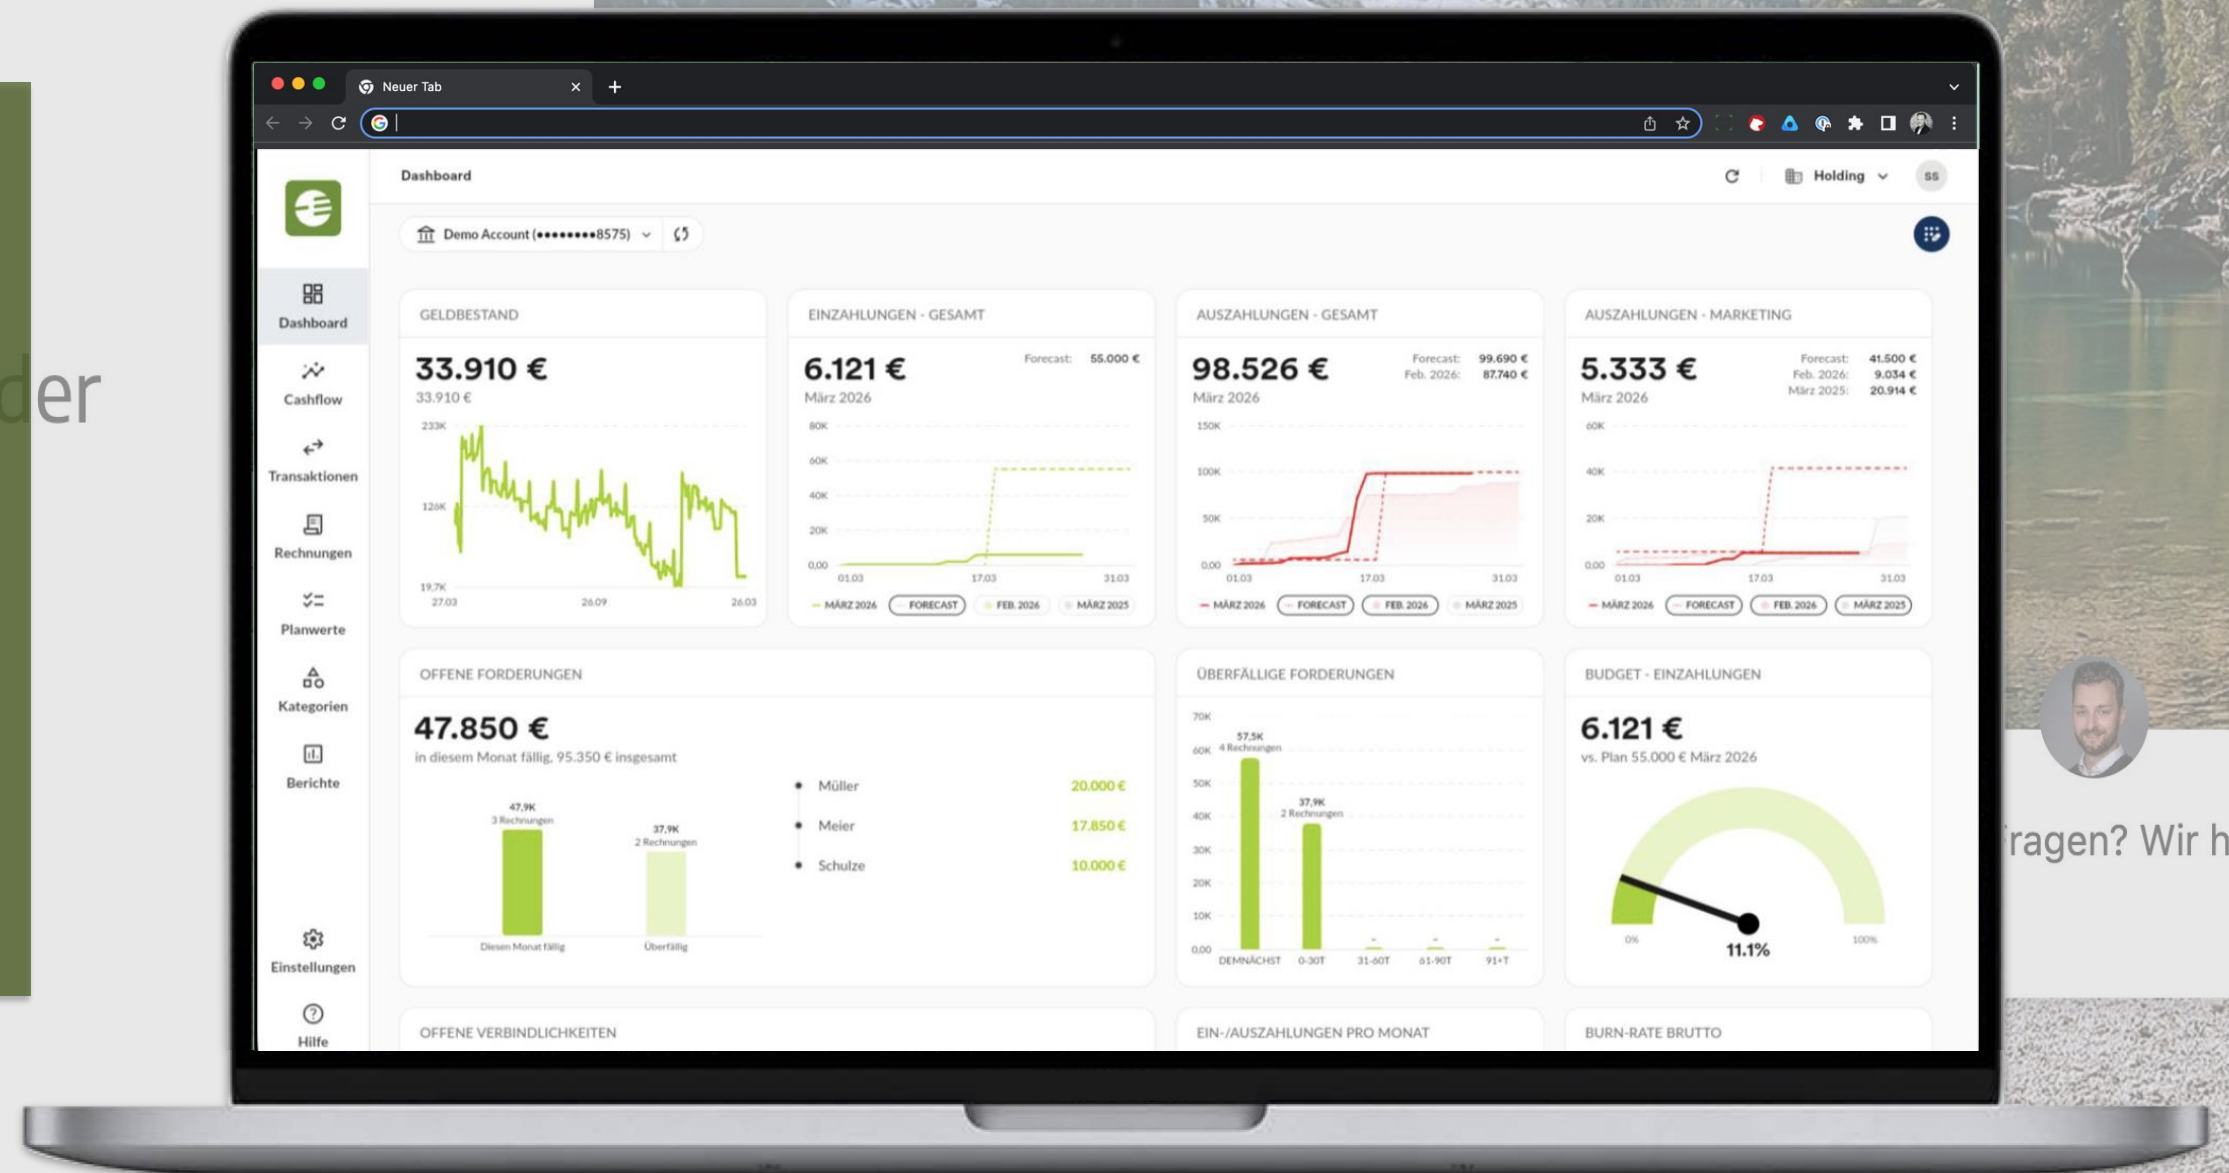 der
Neuer Tab
Dashboard
Holding
SS
Demo Account (••••••••8575)
Dashboard
Cashflow
Transaktionen
Rechnungen
Planwerte
Kategorien
Berichte
Einstellungen
Hilfe
GELDBESTAND
33.910 €
33.910 €
233K
126K
19,7K
27.03
26.09
26.03
EINZAHLUNGEN - GESAMT
6.121 €
Forecast: 55.000 €
März 2026
80K
60K
40K
20K
0,00
01.03
17.03
31.03
MÄRZ 2026
FORECAST
FEB. 2026
MÄRZ 2025
AUSZAHLUNGEN - GESAMT
98.526 €
Forecast: 99.690 €
Feb. 2026: 87.740 €
März 2026
150K
100K
50K
0,00
01.03
17.03
31.03
MÄRZ 2026
FORECAST
FEB. 2026
MÄRZ 2025
AUSZAHLUNGEN - MARKETING
5.333 €
Forecast: 41.500 €
Feb. 2026: 9.034 €
März 2025: 20.914 €
März 2026
60K
40K
20K
0,00
01.03
17.03
31.03
MÄRZ 2026
FORECAST
FEB. 2026
MÄRZ 2025
OFFENE FORDERUNGEN
47.850 €
in diesem Monat fällig, 95.350 € insgesamt
47,9K
3 Rechnungen
37,9K
2 Rechnungen
Diesen Monat fällig
Überfällig
Müller 20.000 €
Meier 17.850 €
Schulze 10.000 €
ÜBERFÄLLIGE FORDERUNGEN
70K
60K
50K
40K
30K
20K
10K
0,00
57,5K
4 Rechnungen
37,9K
2 Rechnungen
-
-
-
DEMNÄCHST
0-30T
31-60T
61-90T
91+T
BUDGET - EINZAHLUNGEN
6.121 €
vs. Plan 55.000 € März 2026
0%
11.1%
100%
OFFENE VERBINDLICHKEITEN
EIN-/AUSZAHLUNGEN PRO MONAT
BURN-RATE BRUTTO
ragen? Wir h